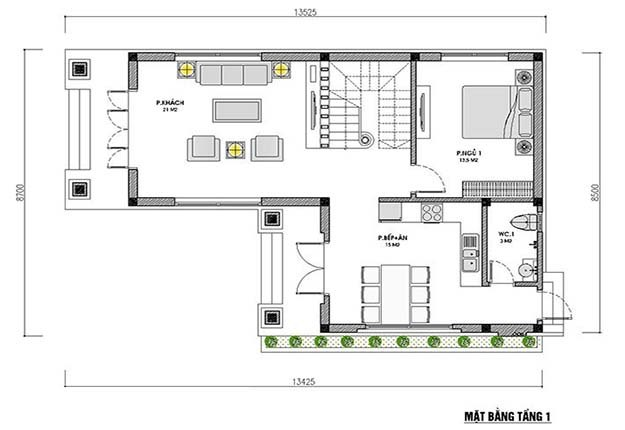 13525
8700
8500
P.KHÁCH
21 M2
P.NGỦ 1
13.5 M2
P.BẾP+ĂN
15 M2
WC.1
3 M2
13425
MẶT BẰNG TẦNG 1